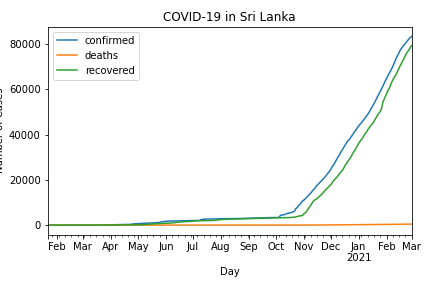 COVID-19 in Sri Lanka
confirmed
deaths
recovered
80000
60000
40000
20000
0
Feb Mar Apr May Jun Jul Aug Sep Oct Nov Dec Jan Feb Mar
2021
Day